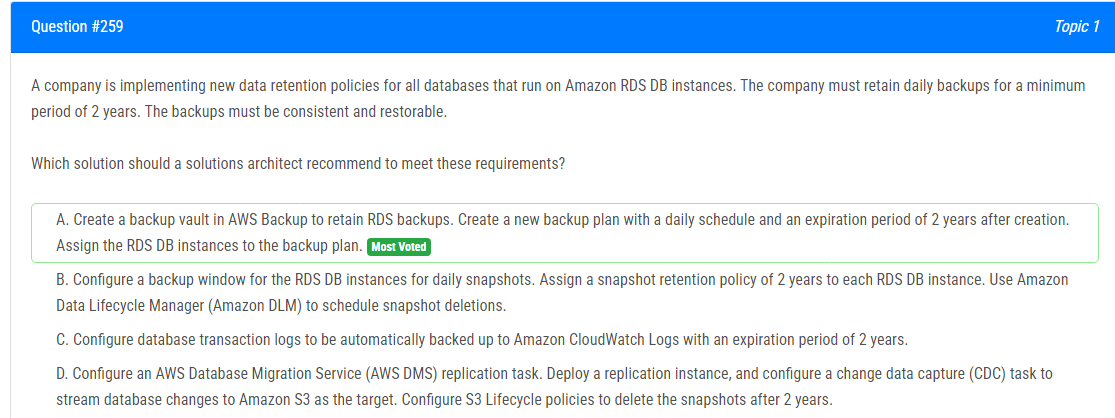 Question #259
Topic 1
A company is implementing new data retention policies for all databases that run on Amazon RDS DB instances. The company must retain daily backups for a minimum
period of 2 years. The backups must be consistent and restorable.
Which solution should a solutions architect recommend to meet these requirements?
A. Create a backup vault in AWS Backup to retain RDS backups. Create a new backup plan with a daily schedule and an expiration period of 2 years after creation.
Assign the RDS DB instances to the backup plan. Most Voted
B. Configure a backup window for the RDS DB instances for daily snapshots. Assign a snapshot retention policy of 2 years to each RDS DB instance. Use Amazon
Data Lifecycle Manager (Amazon DLM) to schedule snapshot deletions.
C. Configure database transaction logs to be automatically backed up to Amazon CloudWatch Logs with an expiration period of 2 years.
D. Configure an AWS Database Migration Service (AWS DMS) replication task. Deploy a replication instance, and configure a change data capture (CDC) task to
stream database changes to Amazon S3 as the target. Configure S3 Lifecycle policies to delete the snapshots after 2 years.